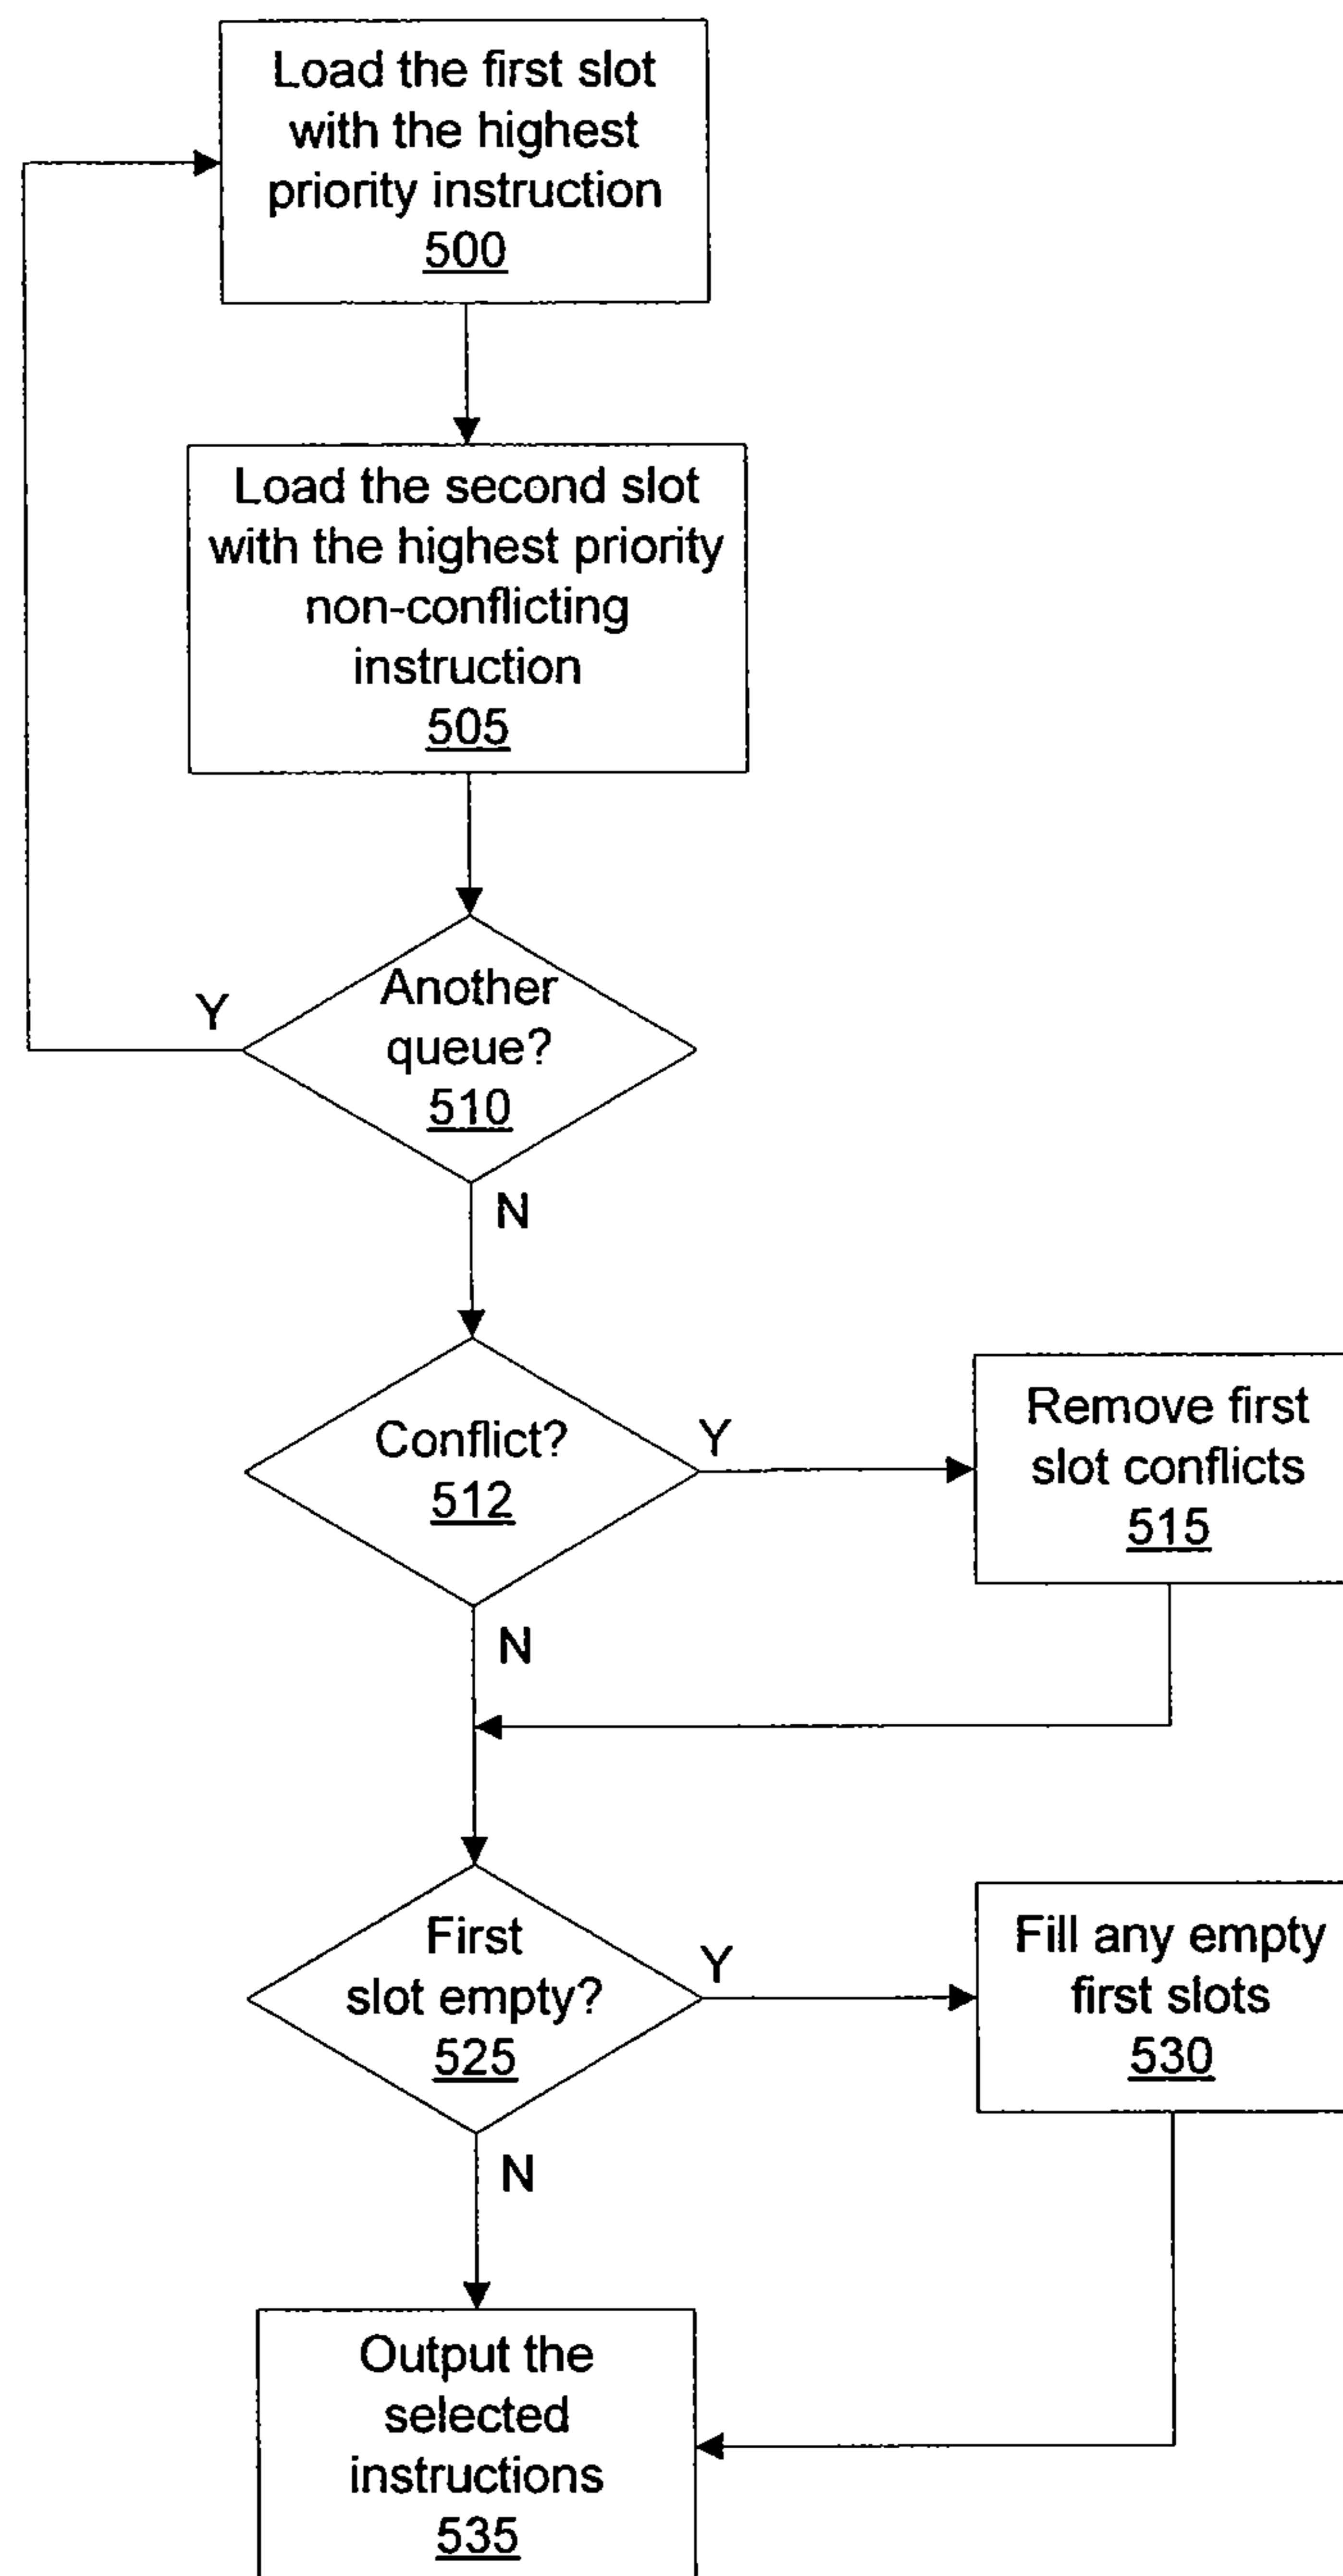 Load the first slot
with the highest
priority instruction
500
Load the second slot
with the highest priority
non-conflicting
instruction
505
Another
queue?
510
Y
N
Conflict?
512
Y
N
Remove first
slot conflicts
515
First
slot empty?
525
Y
N
Fill any empty
first slots
530
Output the
selected
instructions
535